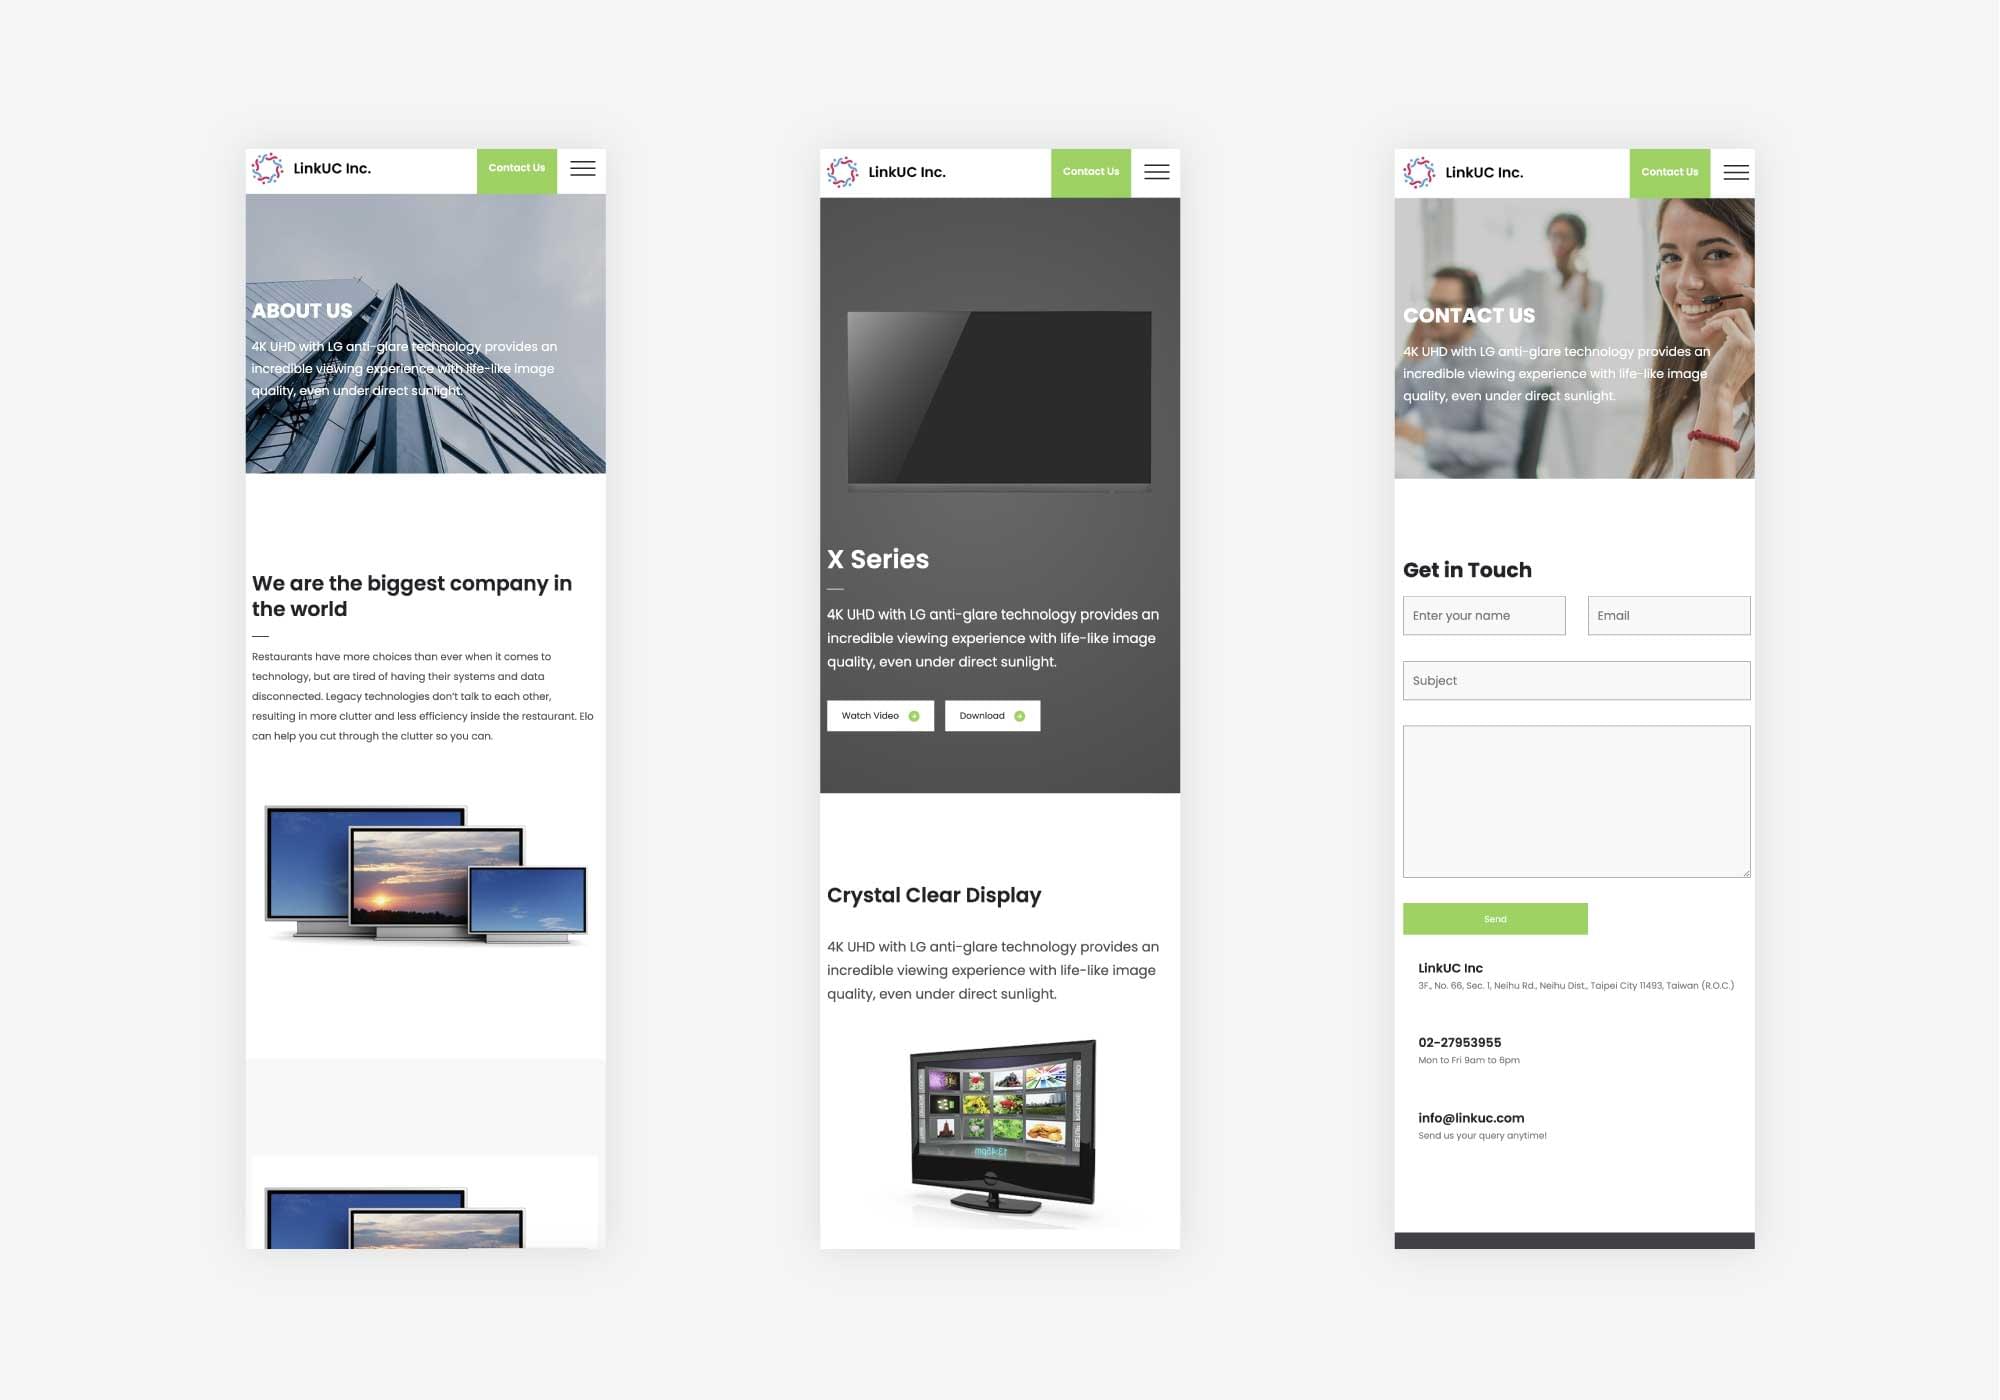 LinkUC Inc.
Contact Us
ABOUT US
4K UHD with LG anti-glare technology provides an
incredible viewing experience with life-like image
quality, even under direct sunlight.
We are the biggest company in
the world
Restaurants have more choices than ever when it comes to
technology, but are tired of having their systems and data
disconnected. Legacy technologies don't talk to each other,
resulting in more clutter and less efficiency inside the restaurant. Elo
can help you cut through the clutter so you can.
LinkUC Inc.
Contact Us
X Series
4K UHD with LG anti-glare technology provides an
incredible viewing experience with life-like image
quality, even under direct sunlight.
Watch Video
Download
Crystal Clear Display
4K UHD with LG anti-glare technology provides an
incredible viewing experience with life-like image
quality, even under direct sunlight.
LinkUC Inc.
Contact Us
CONTACT US
4K UHD with LG anti-glare technology provides an
incredible viewing experience with life-like image
quality, even under direct sunlight.
Get in Touch
Enter your name
Email
Subject
Send
LinkUC Inc
3F., No. 66, Sec. 1, Neihu Rd., Neihu Dist., Taipei City 11493, Taiwan (R.O.C.)
02-27953955
Mon to Fri 9am to 6pm
info@linkuc.com
Send us your query anytime!